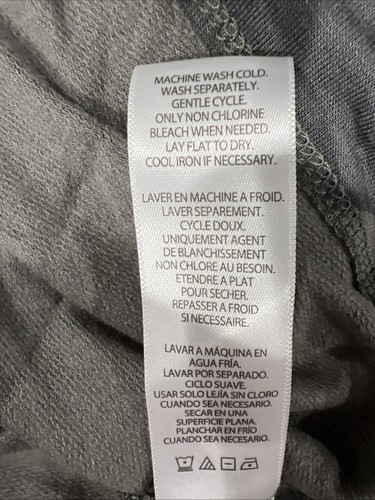 MACHINE WASH COLD.
WASH SEPARATELY.
GENTLE CYCLE.
ONLY NON CHLORINE
BLEACH WHEN NEEDED.
LAY FLAT TO DRY.
COOL IRON IF NECESSARY.
LAVER EN MACHINE A FROID.
LAVER SEPAREMENT.
CYCLE DOUX.
UNIQUEMENT AGENT
DE BLANCHISSEMENT
NON CHLORE AU BESOIN.
ETENDRE A PLAT
POUR SECHER.
REPASSER A FROID
SI NECESSAIRE.
LAVAR A MÁQUINA EN
AGUA FRÍA.
LAVAR POR SEPARADO.
CICLO SUAVE.
USAR SOLO LEJÍA SIN CLORO
CUANDO SEA NECESARIO.
SECAR EN UNA
SUPERFICIE PLANA.
PLANCHAR EN FRÍO
CUANDO SEA NECESARIO.